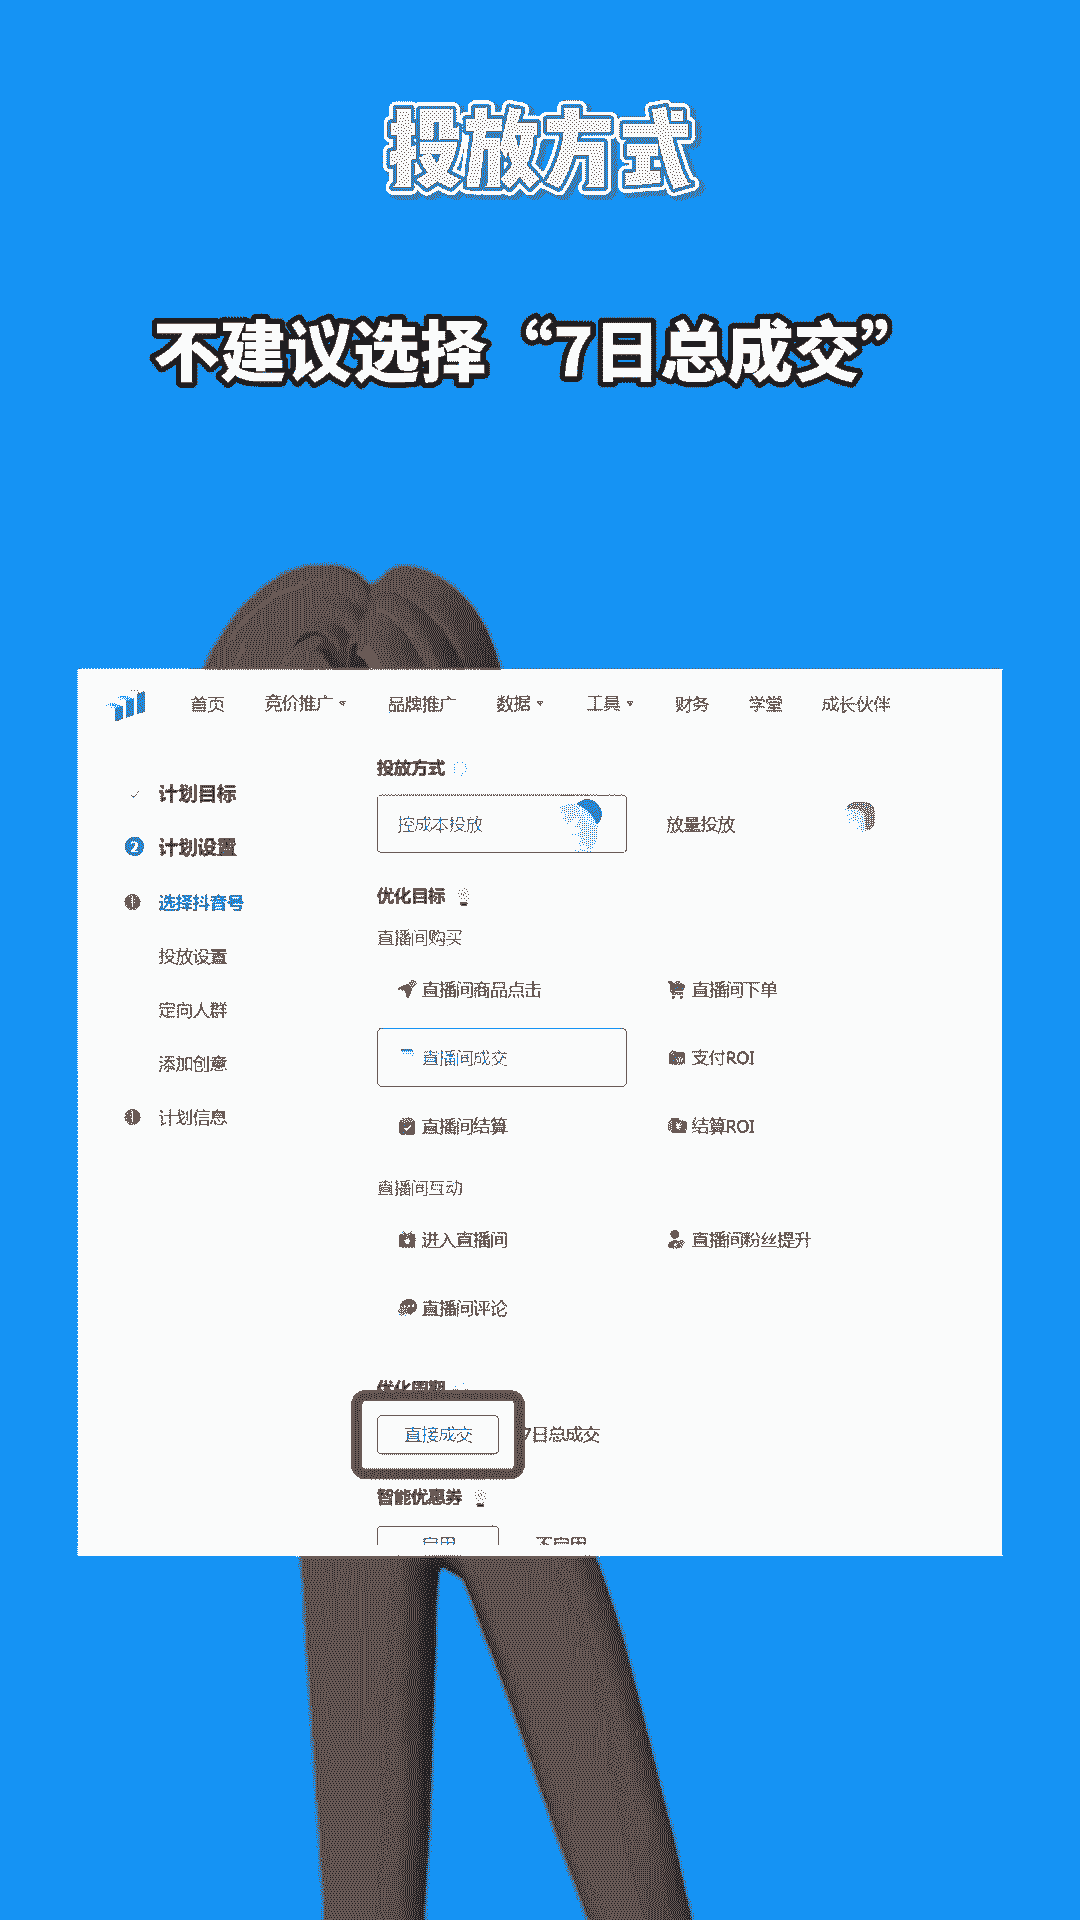 投放方式
不建议选择“7日总成交”
首页 竞价推广 品牌推广 数据 工具 财务 学堂 成长伙伴
计划目标
2 计划设置
选择抖音号
投放设置
定向人群
添加创意
计划信息
投放方式
控成本投放 放量投放
优化目标
直播间购买
直播间商品点击 直播间下单
直播间成交 支付ROI
直播间结算 结算ROI
直播间互动
进入直播间 直播间粉丝提升
直播间评论
优化周期
直接成交 7日总成交
智能优惠券
启用 不启用